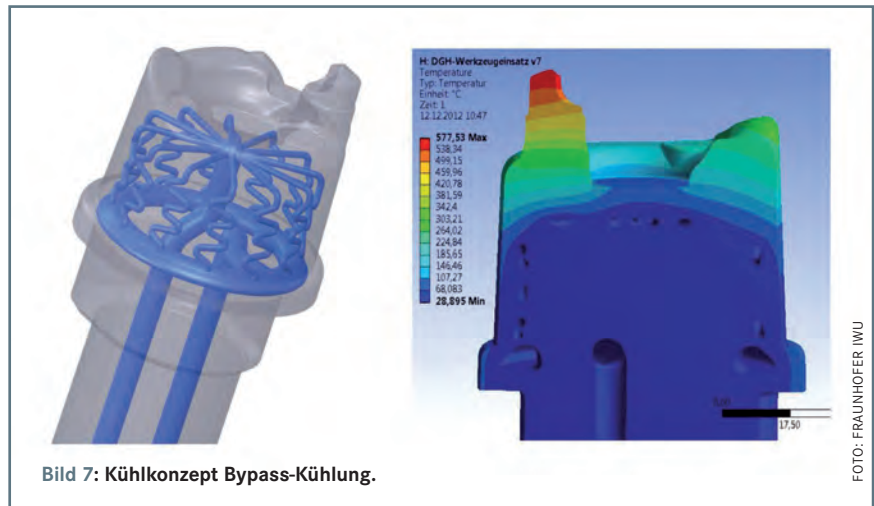 H: DGH-Werkzeugeinsatz v7
Temperature
Typ: Temperatur
Einheit: °C
Zeit: 1
12.12.2012 10:47
577,53 Max
538,34
499,15
459,96
420,78
381,59
342,4
303,21
264,02
224,84
185,65
146,46
107,27
68,083
28,895 Min
17,50
FOTO: FRAUNHOFER IWU
Bild 7: Kühlkonzept Bypass-Kühlung.